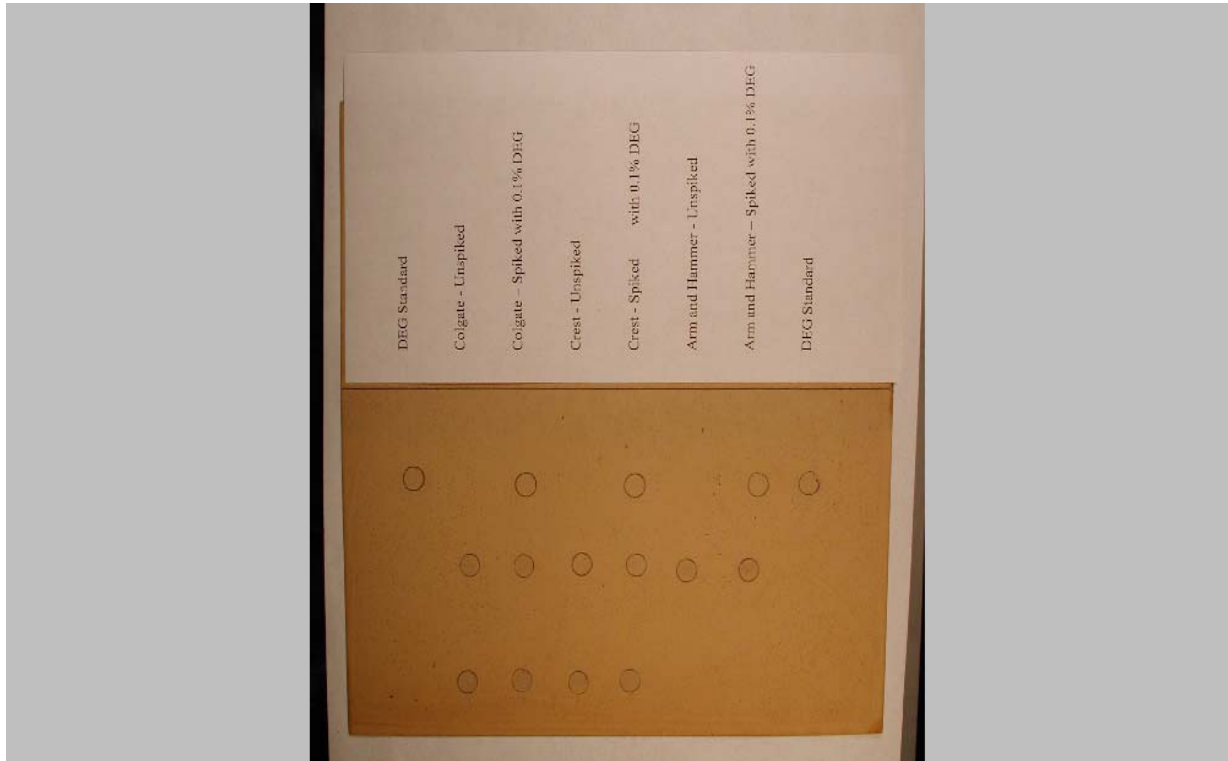 DEG Standard
Colgate - Unspiked
Colgate – Spiked with 0.1% DEG
Crest - Unspiked
Crest - Spiked with 0.1% DEG
Arm and Hammer - Unspiked
Arm and Hammer – Spiked with 0.1% DEG
DEG Standard